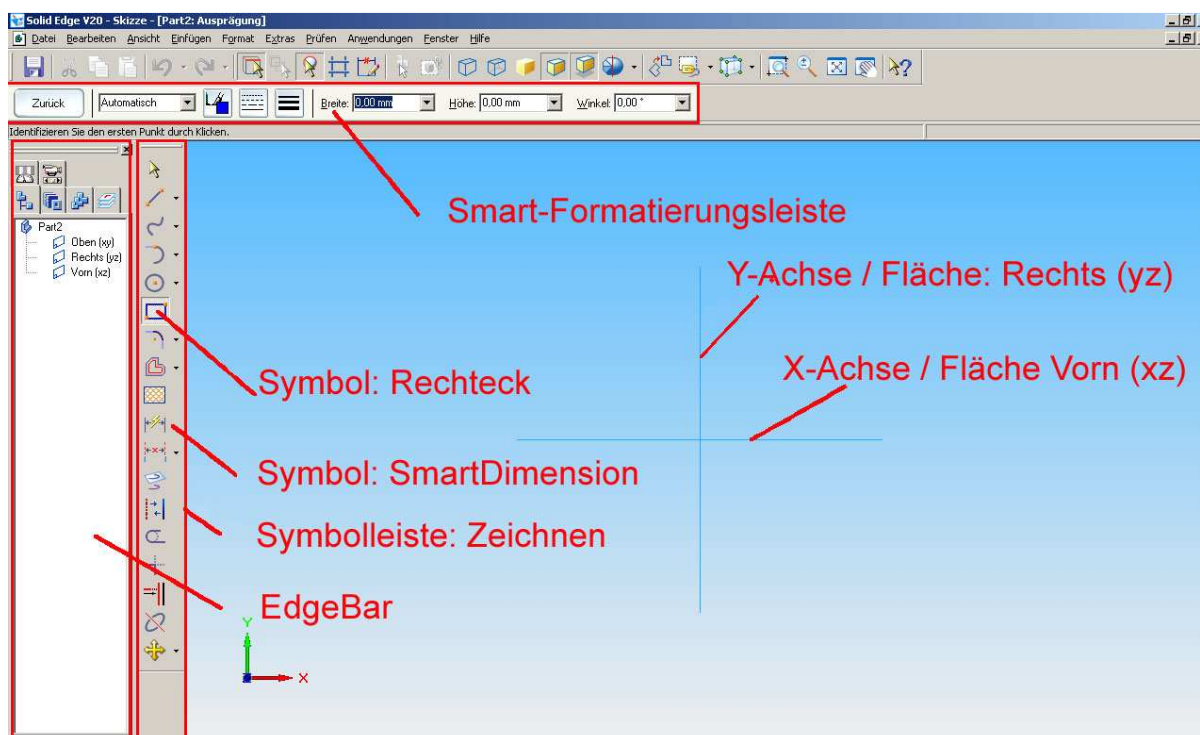 Solid Edge V20 - Skizze - [Part2: Ausprägung]
Datei Bearbeiten Ansicht Einfügen Format Extras Prüfen Anwendungen Fenster Hilfe
Zurück Automatisch Breite: 0,00 mm Höhe: 0,00 mm Winkel: 0,00 °
Identifizieren Sie den ersten Punkt durch Klicken.
Smart-Formatierungsleiste
Part2
Oben (xy)
Rechts (yz)
Vorn (xz)
Y-Achse / Fläche: Rechts (yz)
X-Achse / Fläche Vorn (xz)
Symbol: Rechteck
Symbol: SmartDimension
Symbolleiste: Zeichnen
EdgeBar
Y
X